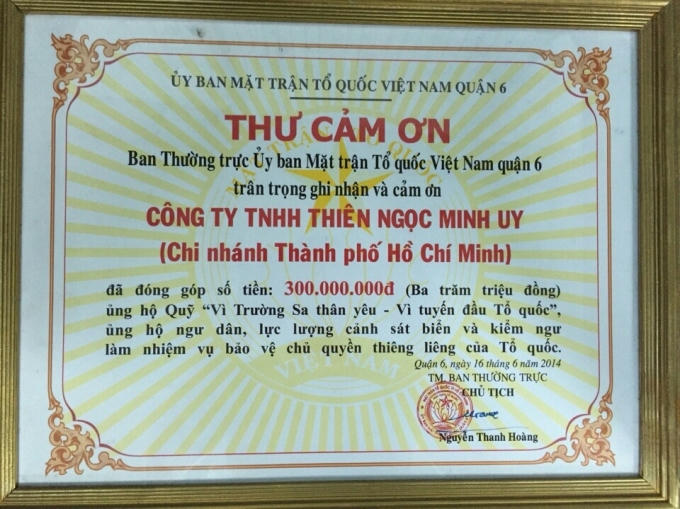 ỦY BAN MẶT TRẬN TỔ QUỐC VIỆT NAM QUẬN 6
THƯ CẢM ƠN
Ban Thường trực Ủy ban Mặt trận Tổ quốc Việt Nam quận 6
trân trọng ghi nhận và cảm ơn
CÔNG TY TNHH THIÊN NGỌC MINH UY
(Chi nhánh Thành phố Hồ Chí Minh)
đã đóng góp số tiền: 300.000.000đ (Ba trăm triệu đồng)
ủng hộ Quỹ "Vì Trường Sa thân yêu - Vì tuyến đầu Tổ quốc",
ủng hộ ngư dân, lực lượng cảnh sát biển và kiểm ngư
làm nhiệm vụ bảo vệ chủ quyền thiêng liêng của Tổ quốc.
VIỆT NAM
Quận 6, ngày 16 tháng 6 năm 2014
TM. BAN THƯỜNG TRỰC
CHỦ TỊCH
Nguyễn Thanh Hoàng